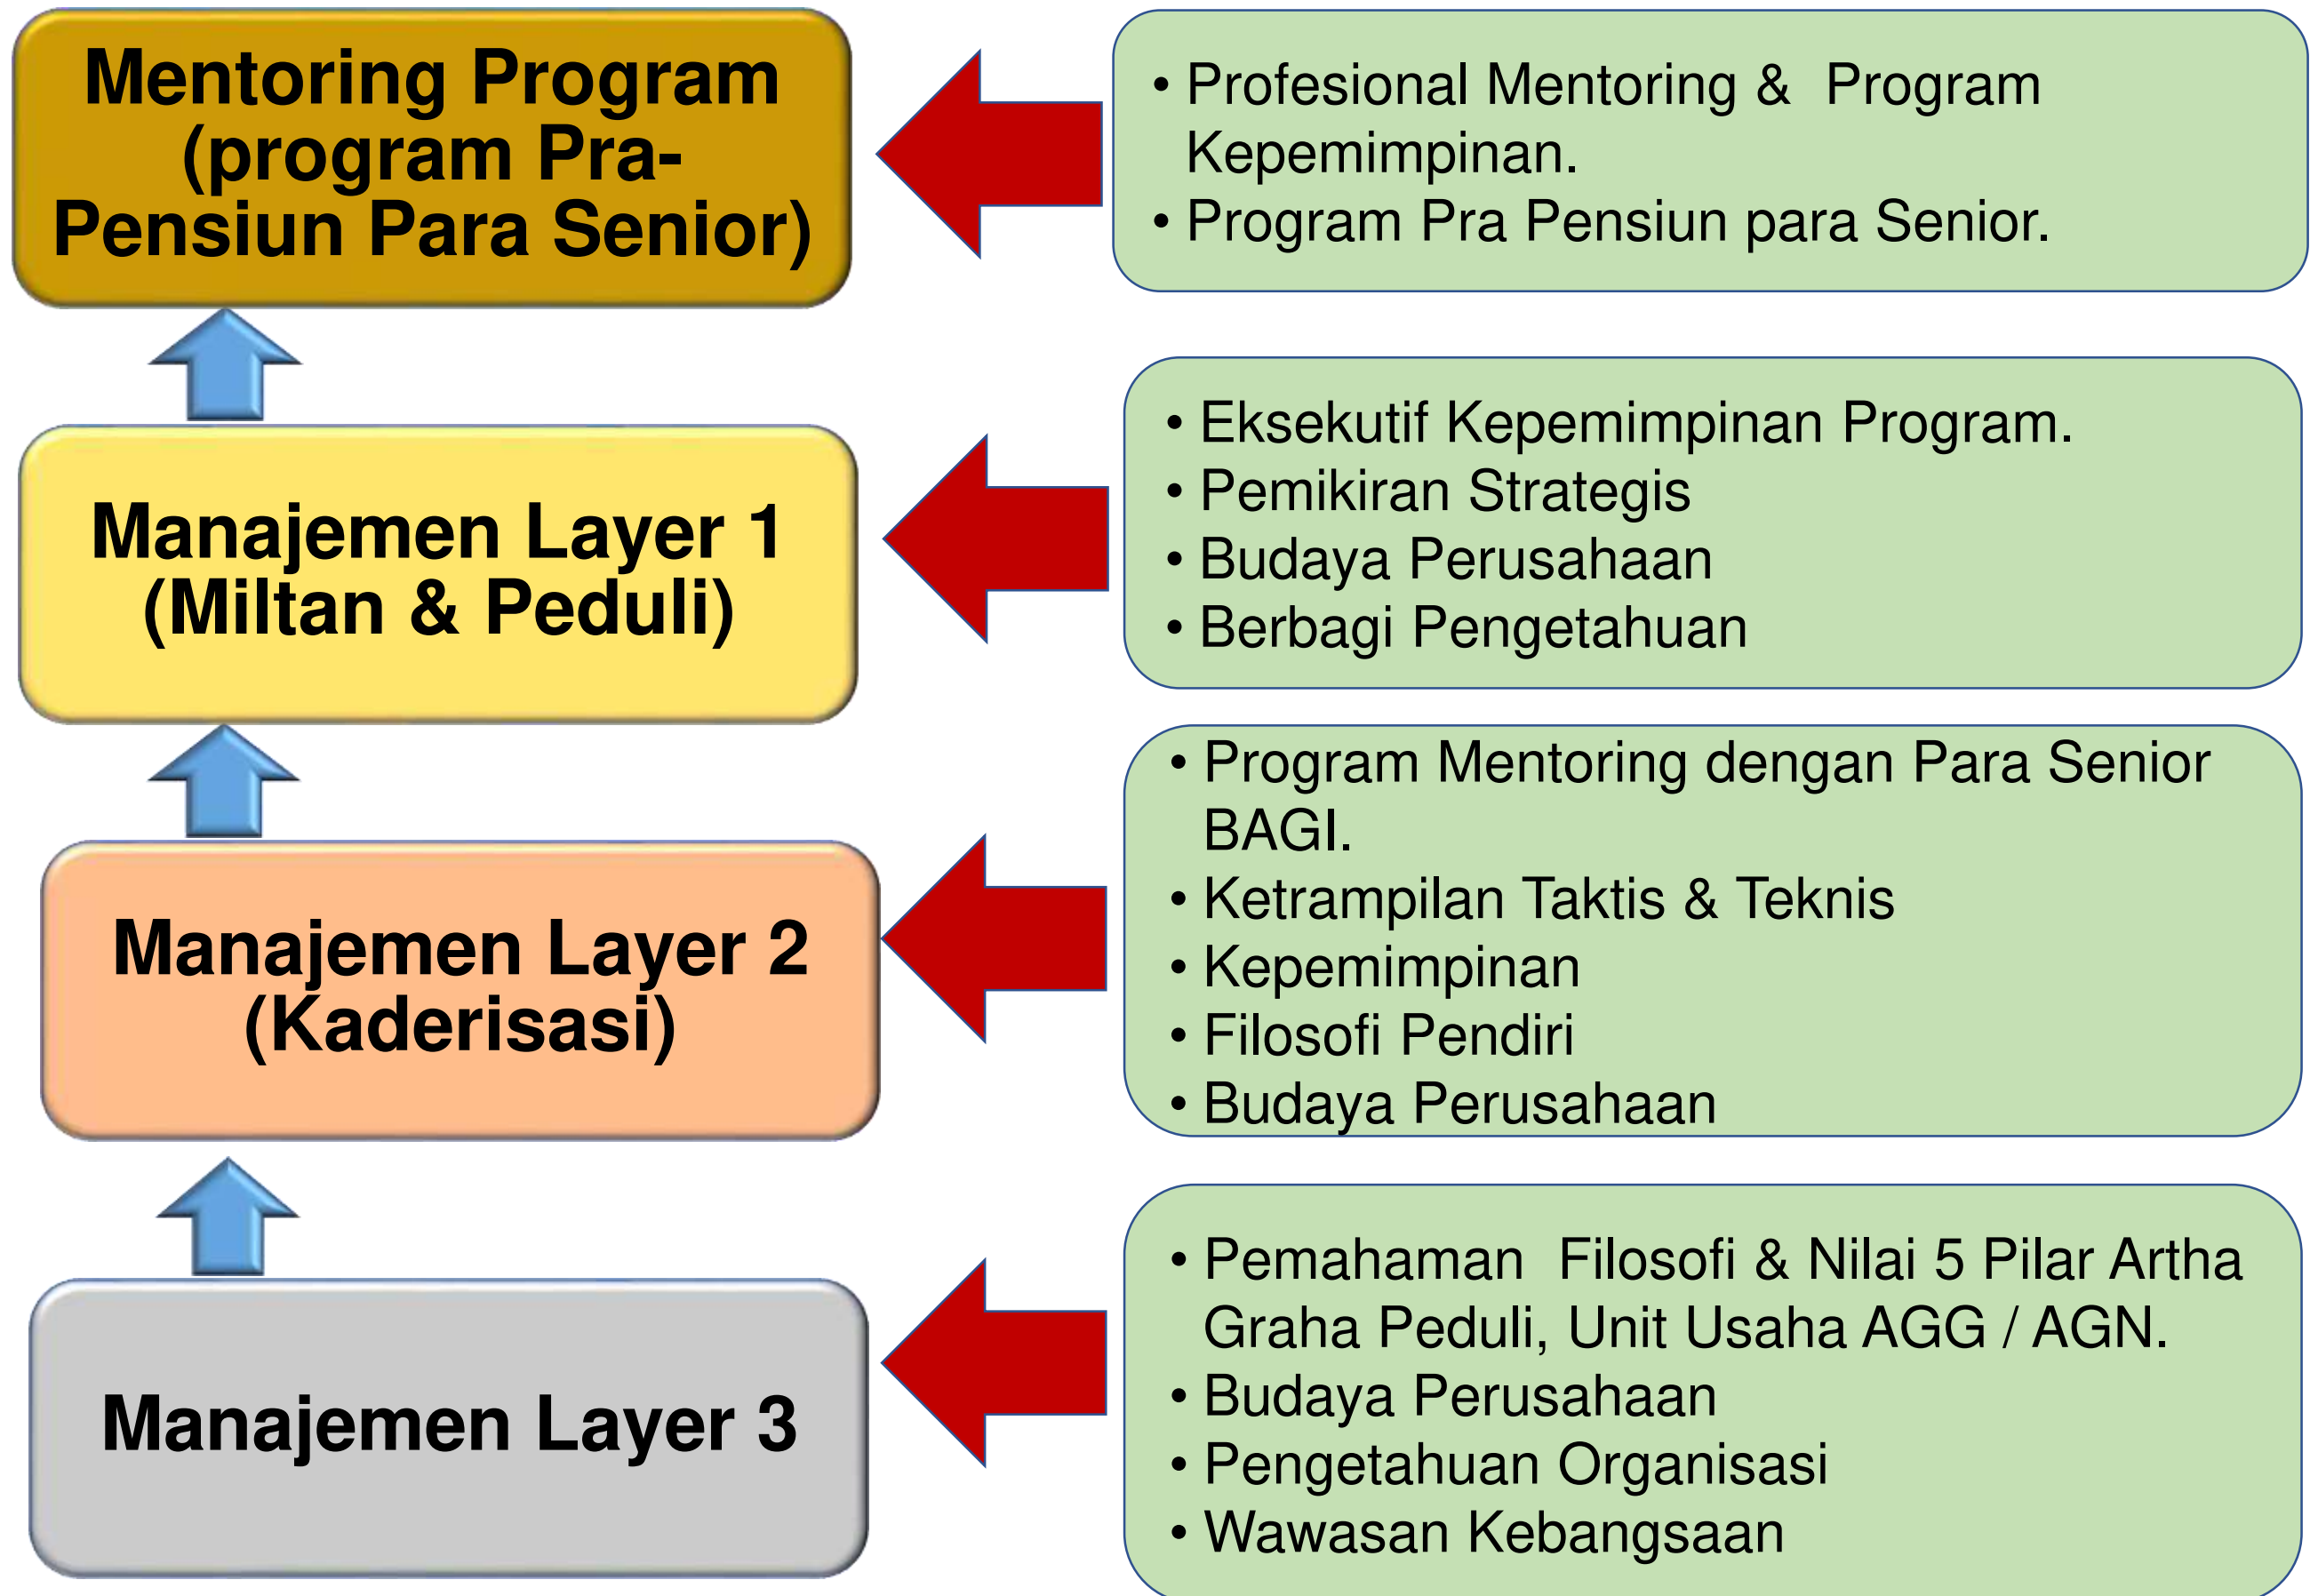 Mentoring Program
(program Pra-
Pensiun Para Senior)
• Profesional Mentoring & Program
Kepemimpinan.
• Program Pra Pensiun para Senior.
Manajemen Layer 1
(Miltan & Peduli)
• Eksekutif Kepemimpinan Program.
• Pemikiran Strategis
• Budaya Perusahaan
• Berbagi Pengetahuan
Manajemen Layer 2
(Kaderisasi)
• Program Mentoring dengan Para Senior
BAGI.
• Ketrampilan Taktis & Teknis
• Kepemimpinan
• Filosofi Pendiri
• Budaya Perusahaan
Manajemen Layer 3
• Pemahaman Filosofi & Nilai 5 Pilar Artha
Graha Peduli, Unit Usaha AGG / AGN.
• Budaya Perusahaan
• Pengetahuan Organisasi
• Wawasan Kebangsaan